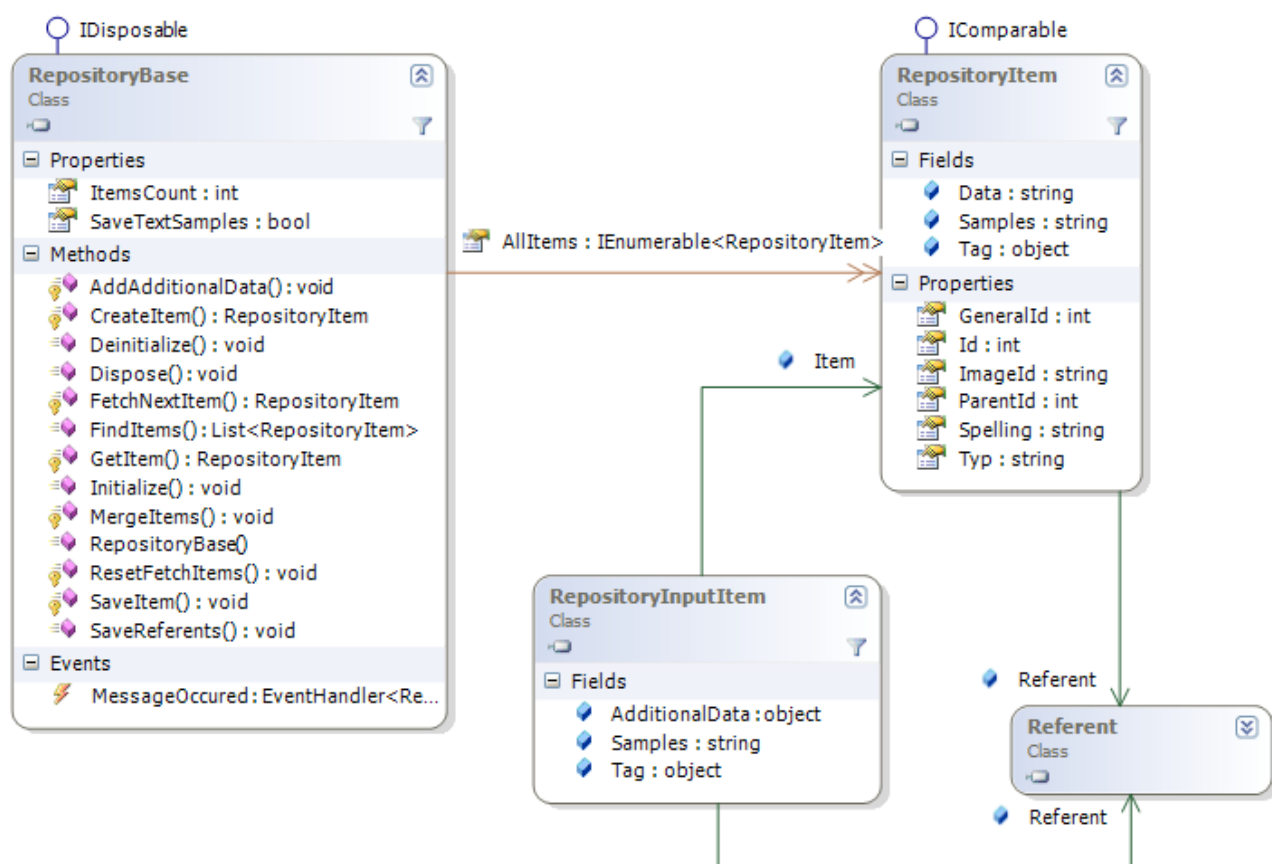 IDisposable
RepositoryBase
Class
Properties
ItemsCount : int
SaveTextSamples : bool
Methods
AddAdditionalData() : void
CreateItem() : RepositoryItem
Deinitialize() : void
Dispose() : void
FetchNextItem() : RepositoryItem
FindItems() : List<RepositoryItem>
GetItem() : RepositoryItem
Initialize() : void
MergeItems() : void
RepositoryBase()
ResetFetchItems() : void
SaveItem() : void
SaveReferents() : void
Events
MessageOccured : EventHandler<Re...
AllItems : IEnumerable<RepositoryItem>
IComparable
RepositoryItem
Class
Fields
Data : string
Samples : string
Tag : object
Properties
GeneralId : int
Id : int
ImageId : string
ParentId : int
Spelling : string
Typ : string
Item
RepositoryInputItem
Class
Fields
AdditionalData : object
Samples : string
Tag : object
Referent
Referent
Class
Referent